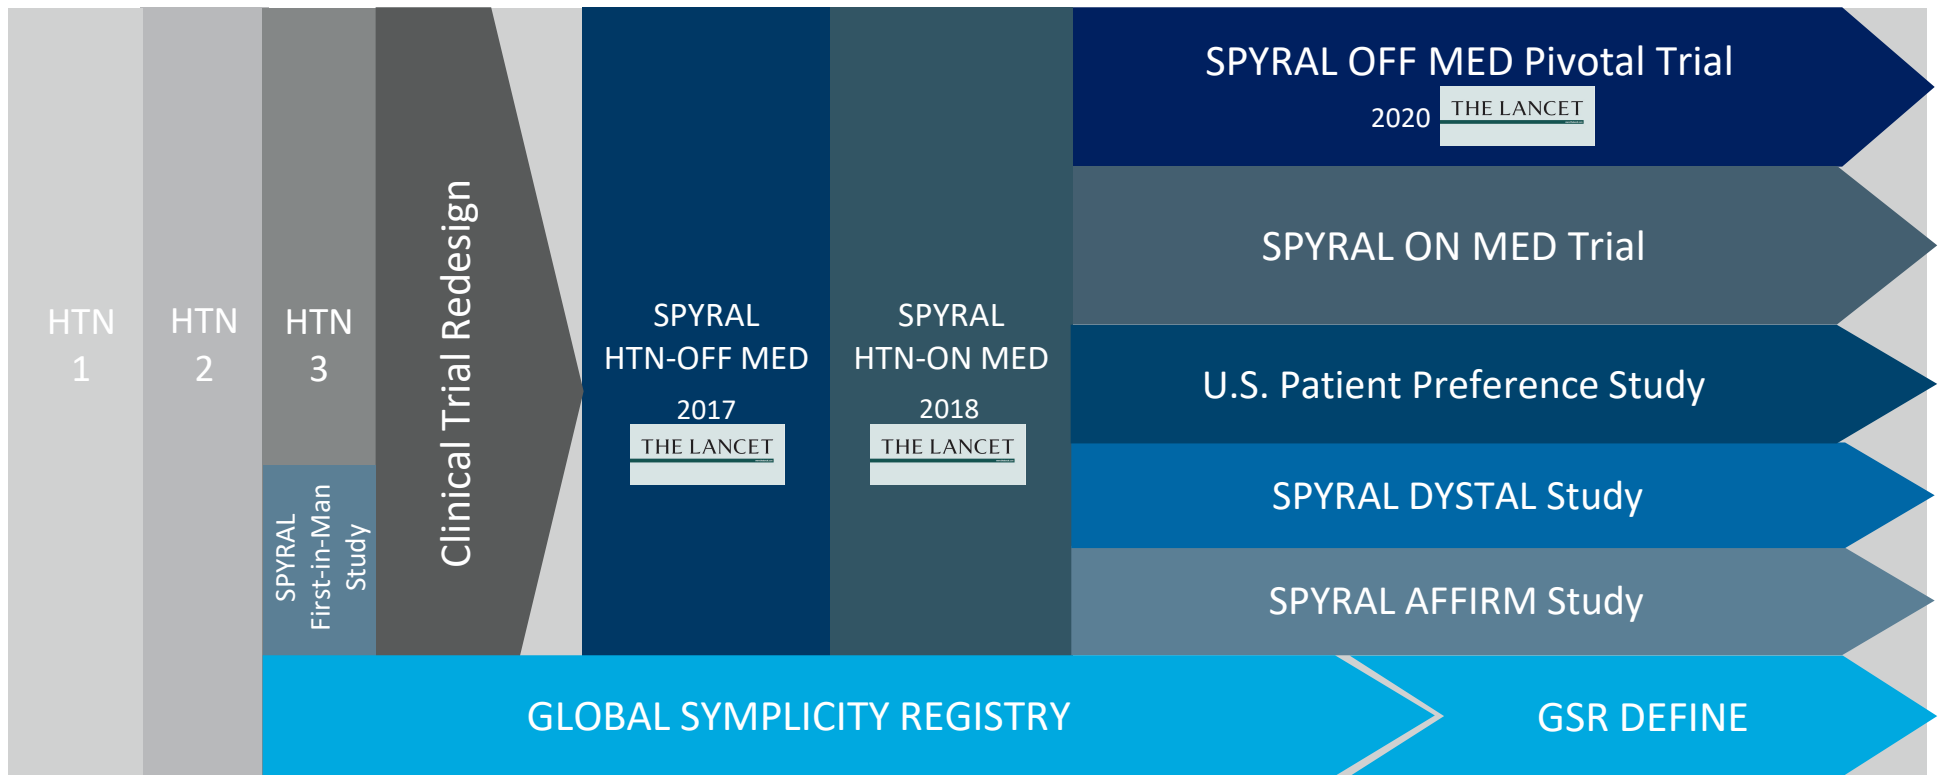 HTN
1
HTN
2
HTN
3
SPYRAL
First-in-Man
Study
Clinical Trial Redesign
SPYRAL
HTN-OFF MED
2017
THE LANCET
SPYRAL
HTN-ON MED
2018
THE LANCET
SPYRAL OFF MED Pivotal Trial
2020 THE LANCET
SPYRAL ON MED Trial
U.S. Patient Preference Study
SPYRAL DYSTAL Study
SPYRAL AFFIRM Study
GLOBAL SYMPLICITY REGISTRY
GSR DEFINE